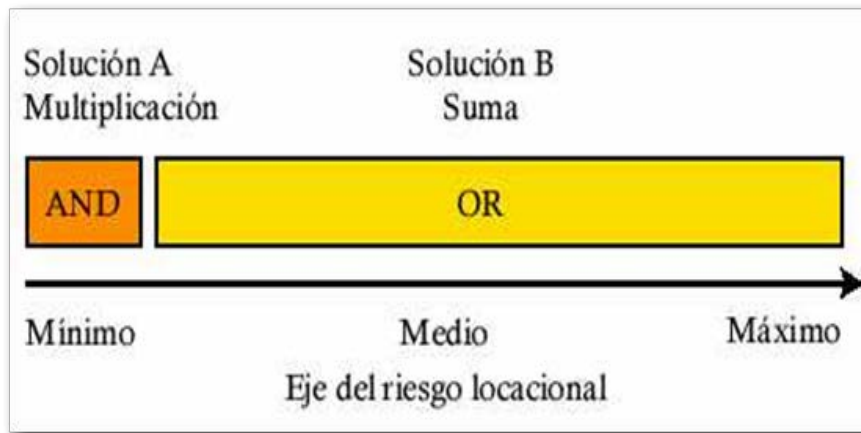 Solución A
Multiplicación
Solución B
Suma
AND
OR
Mínimo
Medio
Máximo
Eje del riesgo locacional